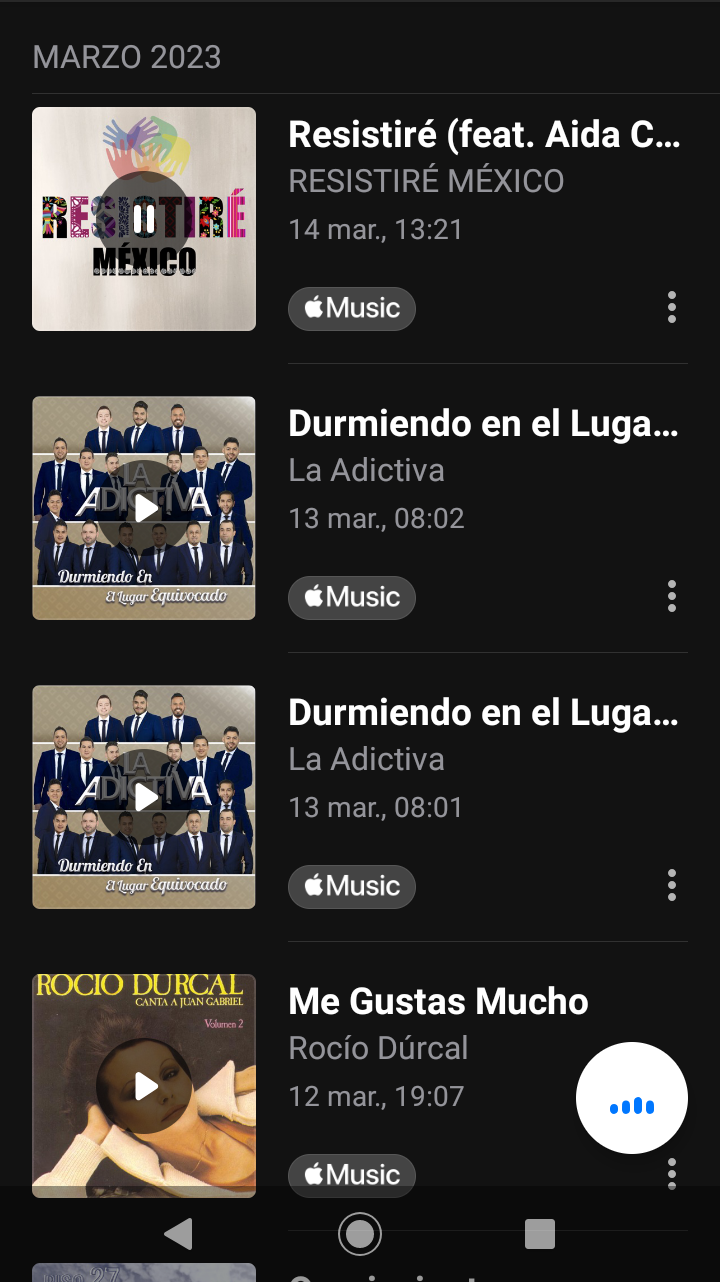 MARZO 2023
RESISTIRÉ
MÉXICO
Resistiré (feat. Aida C...
RESISTIRÉ MÉXICO
14 mar., 13:21
Music
LA
ADICTIVA
Durmiendo En
El Lugar Equivocado
Durmiendo en el Luga...
La Adictiva
13 mar., 08:02
Music
LA
ADICTIVA
Durmiendo En
El Lugar Equivocado
Durmiendo en el Luga...
La Adictiva
13 mar., 08:01
Music
ROCIO DURCAL
CANTA A JUAN GABRIEL
Volumen 2
Me Gustas Mucho
Rocío Dúrcal
12 mar., 19:07
Music